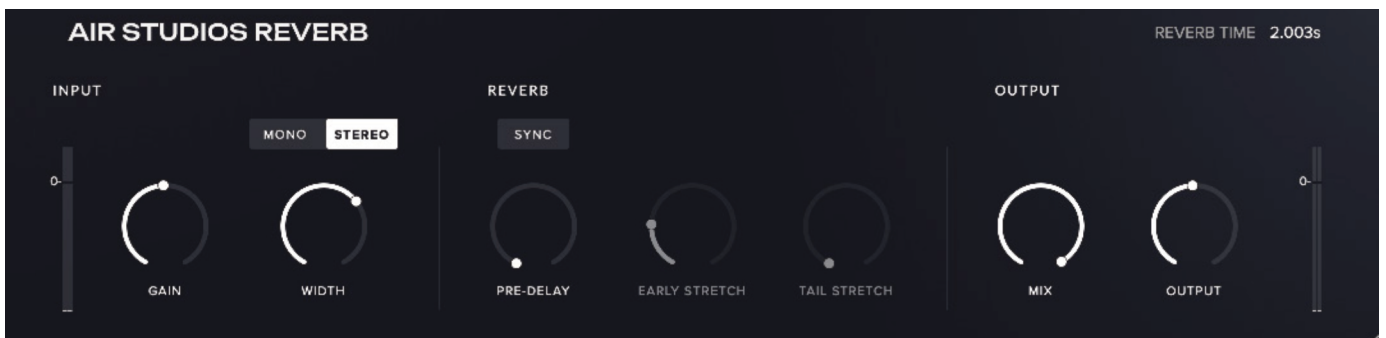 AIR STUDIOS REVERB
REVERB TIME 2.003s
INPUT
REVERB
OUTPUT
MONO STEREO
SYNC
0-
0-
GAIN
WIDTH
PRE-DELAY
EARLY STRETCH
TAIL STRETCH
MIX
OUTPUT
--
--